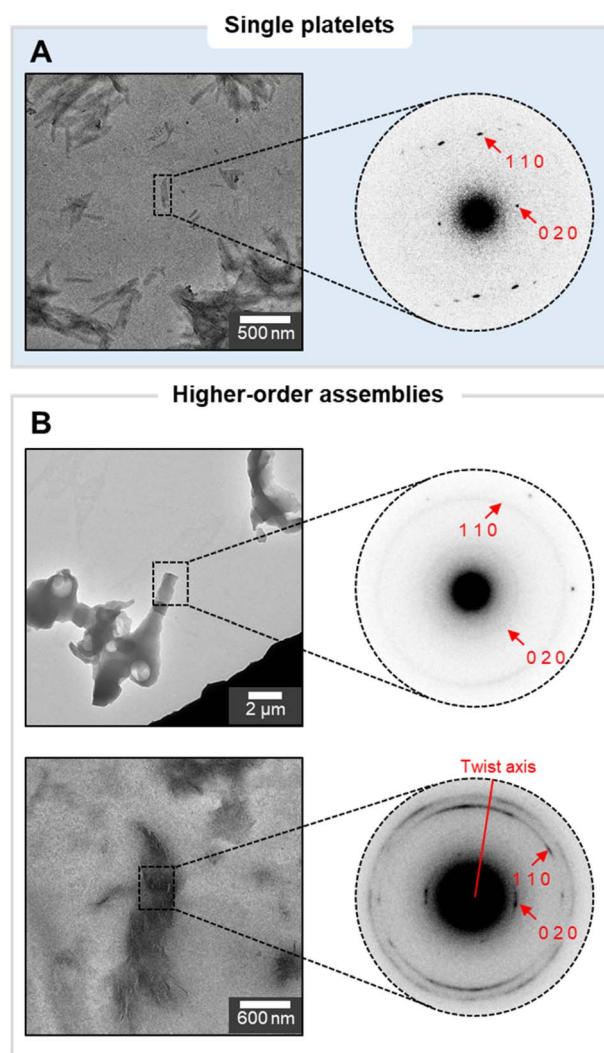 Single platelets
A
1 1 0
0 2 0
500 nm
Higher-order assemblies
B
1 1 0
0 2 0
2 µm
Twist axis
1 1 0
0 2 0
600 nm